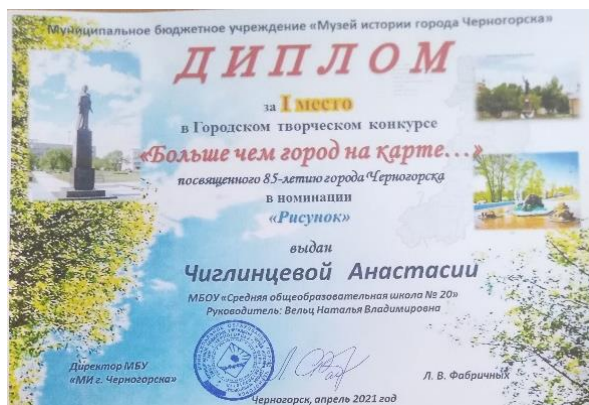 Муниципальное бюджетное учреждение «Музей истории города Черногорска»
ДИПЛОМ
за I место
в Городском творческом конкурсе
«Больше чем город на карте...»
посвященного 85-летию города Черногорска
в номинации
«Рисунок»
выдан
Чиглинцевой Анастасии
МБОУ «Средняя общеобразовательная школа № 20»
Руководитель: Вельц Наталья Владимировна
Директор МБУ
«МИ г. Черногорска»
Л. В. Фабричных
Черногорск, апрель 2021 год